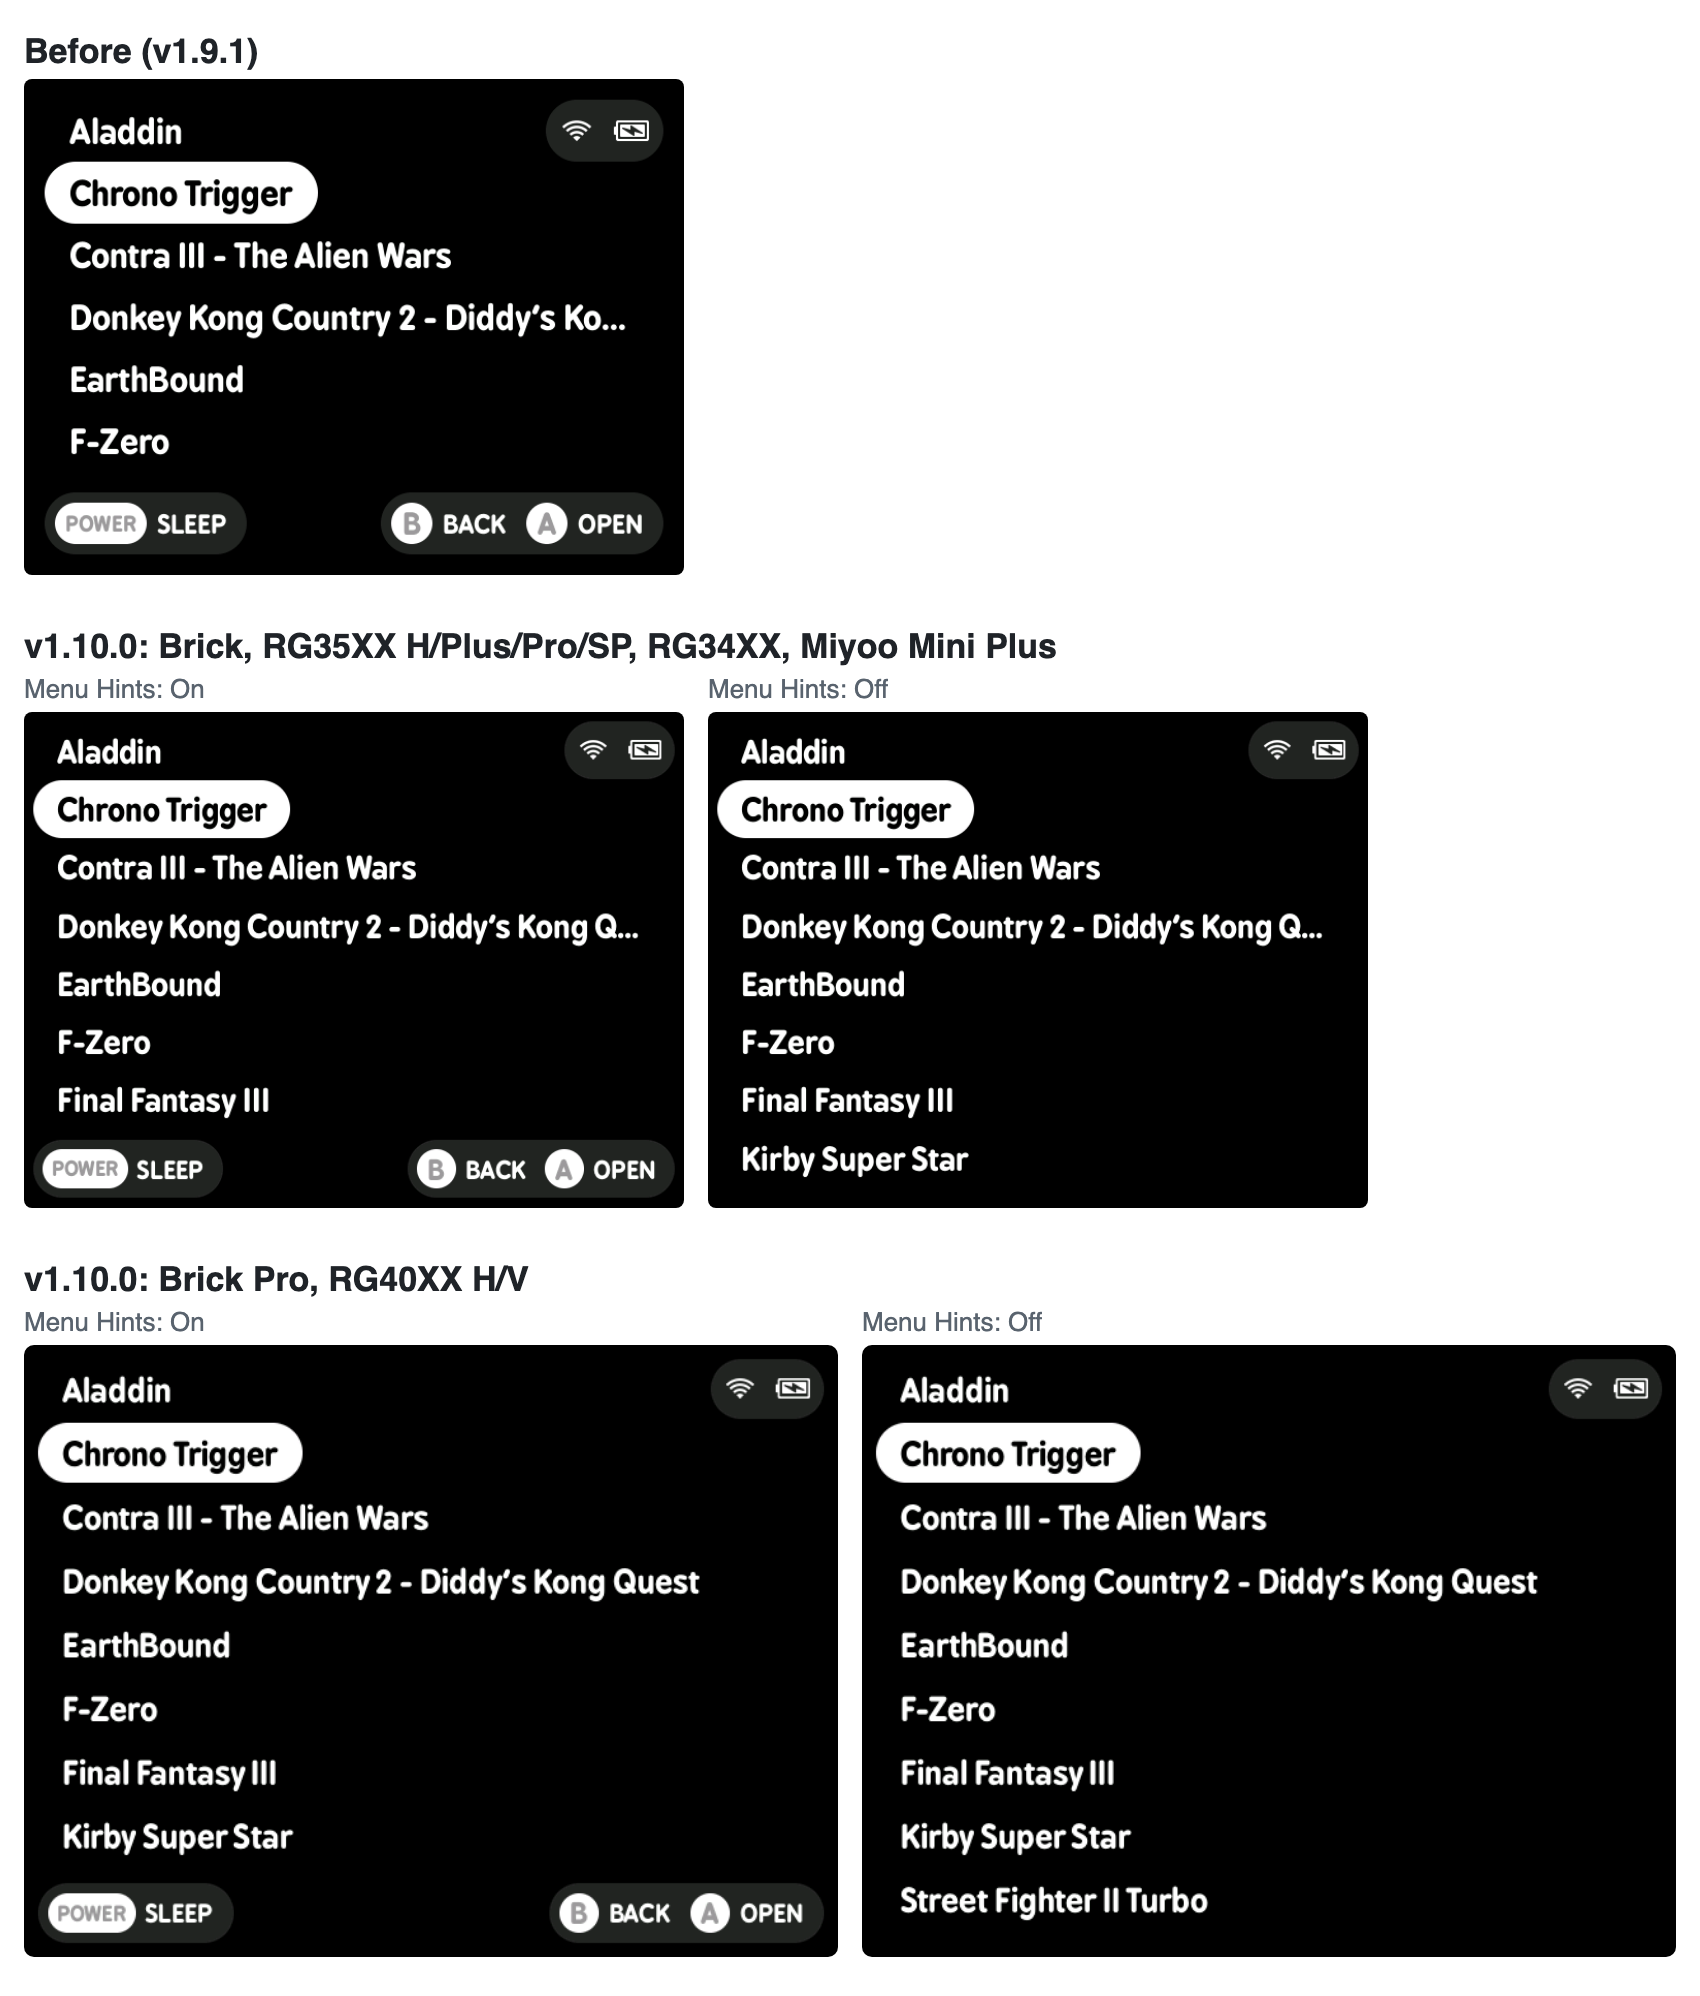 Before (v1.9.1)
Aladdin
Chrono Trigger
Contra III - The Alien Wars
Donkey Kong Country 2 - Diddy's Ko...
EarthBound
F-Zero
POWER SLEEP B BACK A OPEN
v1.10.0: Brick, RG35XX H/Plus/Pro/SP, RG34XX, Miyoo Mini Plus
Menu Hints: On
Aladdin
Chrono Trigger
Contra III - The Alien Wars
Donkey Kong Country 2 - Diddy's Kong Q...
EarthBound
F-Zero
Final Fantasy III
POWER SLEEP B BACK A OPEN
Menu Hints: Off
Aladdin
Chrono Trigger
Contra III - The Alien Wars
Donkey Kong Country 2 - Diddy's Kong Q...
EarthBound
F-Zero
Final Fantasy III
Kirby Super Star
v1.10.0: Brick Pro, RG40XX H/V
Menu Hints: On
Aladdin
Chrono Trigger
Contra III - The Alien Wars
Donkey Kong Country 2 - Diddy's Kong Quest
EarthBound
F-Zero
Final Fantasy III
Kirby Super Star
POWER SLEEP B BACK A OPEN
Menu Hints: Off
Aladdin
Chrono Trigger
Contra III - The Alien Wars
Donkey Kong Country 2 - Diddy's Kong Quest
EarthBound
F-Zero
Final Fantasy III
Kirby Super Star
Street Fighter II Turbo